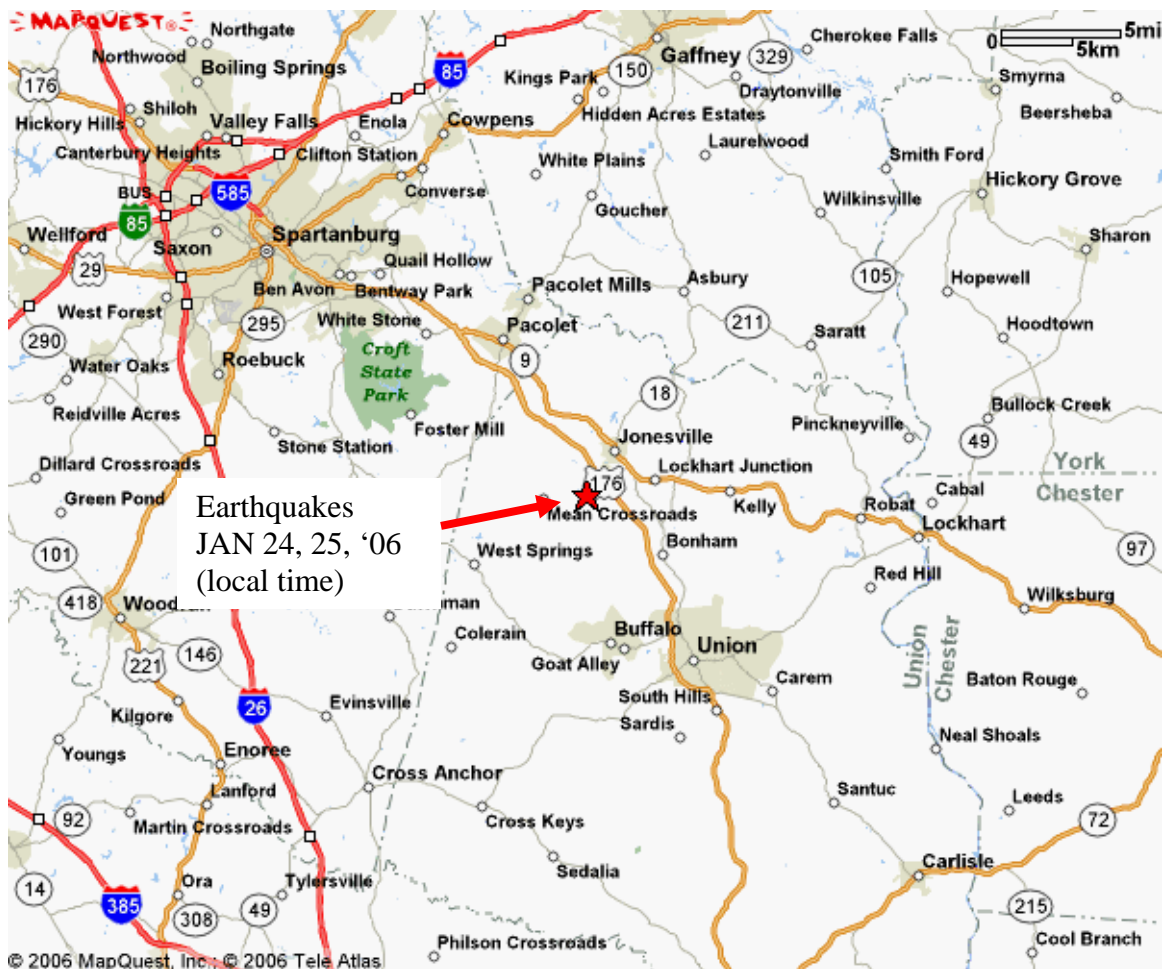 MAPQUEST®
Northgate
Northwood
Boiling Springs
176
Shiloh
Hickory Hills
Valley Falls
Canterbury Heights
Enola
Clifton Station
Cowpens
Converse
85
Kings Park
150
Gaffney
329
Cherokee Falls
0
5mi
5km
Draytonville
Hidden Acres Estates
Smyrna
Beersheba
Laurelwood
White Plains
Smith Ford
Goucher
Wilkinsville
Hickory Grove
BUS
85
585
Wellford
Saxon
Spartanburg
29
Quail Hollow
Ben Avon
Bentway Park
West Forest
Pacolet Mills
Asbury
105
Sharon
Hopewell
290
295
White Stone
Pacolet
211
Saratt
Hoodtown
Roebuck
Croft
State
Park
9
Water Oaks
Reidville Acres
18
Bullock Creek
Stone Station
Foster Mill
Jonesville
Pinckneyville
49
Dillard Crossroads
Lockhart Junction
York
Chester
Green Pond
176
Kelly
Cabal
Robat
Mean Crossroads
Lockhart
Earthquakes
JAN 24, 25, ‘06
(local time)
West Springs
Bonham
97
101
Red Hill
418
Wilksburg
Colerain
Buffalo
Union
146
221
Goat Alley
Union
Chester
Carem
Baton Rouge
Kilgore
26
Evinsville
South Hills
Sardis
Neal Shoals
Youngs
Enoree
Cross Anchor
Lanford
Santuc
Leeds
92
Martin Crossroads
Cross Keys
72
Sedalia
Carlisle
14
385
Ora
308
49
Tylersville
215
Philson Crossroads
Cool Branch
© 2006 MapQuest, Inc.; © 2006 Tele Atlas